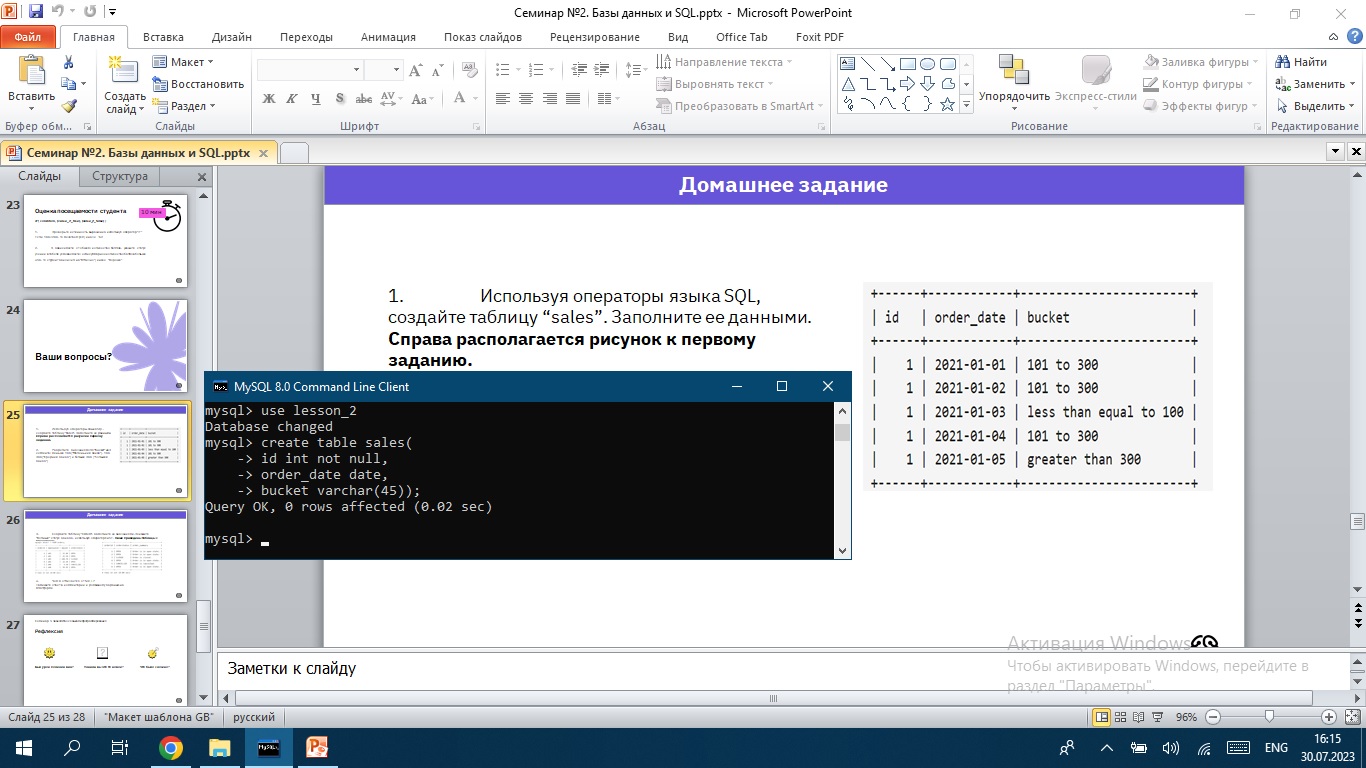 Семинар №2. Базы данных и SQL.pptx - Microsoft PowerPoint
Файл Главная Вставка Дизайн Переходы Анимация Показ слайдов Рецензирование Вид Office Tab Foxit PDF
Вставить
Буфер обм...
Создать слайд
Макет
Восстановить
Раздел
Слайды
Ж К Ч S abc AV Aa A
Шрифт
Направление текста
Выровнять текст
Преобразовать в SmartArt
Абзац
Упорядочить
Экспресс-стили
Заливка фигуры
Контур фигуры
Эффекты фигур
Рисование
Найти
Заменить
Выделить
Редактирование
Семинар №2. Базы данных и SQL.pptx
Слайды Структура
23
Оценка посещаемости студента
10 мин
24
Ваши вопросы?
25
Домашнее задание
26
Домашнее задание
27
Рефлексия
Домашнее задание
1. Используя операторы языка SQL,
создайте таблицу “sales”. Заполните ее данными.
Справа располагается рисунок к первому
заданию.
+------+------------+------------------------+
| id | order_date | bucket |
+------+------------+------------------------+
| 1 | 2021-01-01 | 101 to 300 |
| 1 | 2021-01-02 | 101 to 300 |
| 1 | 2021-01-03 | less than equal to 100 |
| 1 | 2021-01-04 | 101 to 300 |
| 1 | 2021-01-05 | greater than 300 |
+------+------------+------------------------+
MySQL 8.0 Command Line Client
mysql> use lesson_2
Database changed
mysql> create table sales(
-> id int not null,
-> order_date date,
-> bucket varchar(45));
Query OK, 0 rows affected (0.02 sec)
mysql>
Активация Windows
Чтобы активировать Windows, перейдите в
раздел "Параметры".
Заметки к слайду
Слайд 25 из 28 "Макет шаблона GB" русский 96%
ENG 16:15
30.07.2023